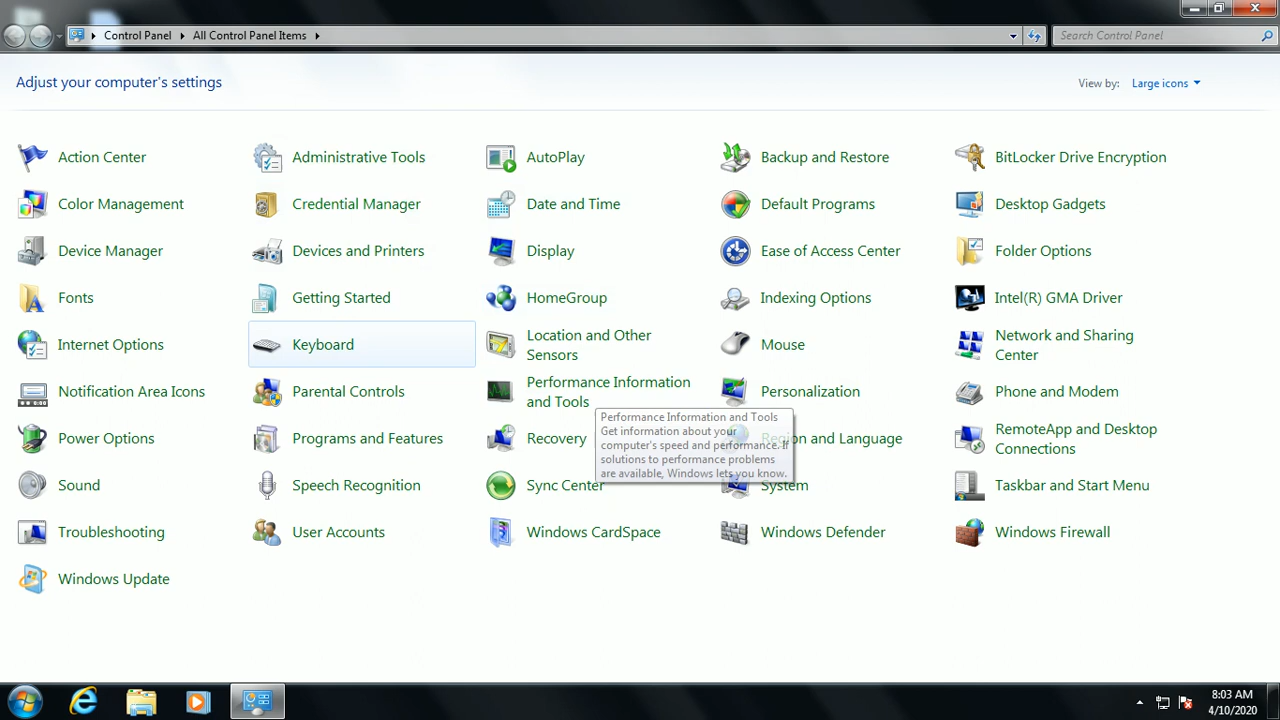 Control Panel
All Control Panel Items
Search Control Panel
Adjust your computer's settings
View by:
Large icons
Action Center
Administrative Tools
AutoPlay
Backup and Restore
BitLocker Drive Encryption
Color Management
Credential Manager
Date and Time
Default Programs
Desktop Gadgets
Device Manager
Devices and Printers
Display
Ease of Access Center
Folder Options
Fonts
Getting Started
HomeGroup
Indexing Options
Intel(R) GMA Driver
Internet Options
Keyboard
Location and Other
Sensors
Mouse
Network and Sharing
Center
Notification Area Icons
Parental Controls
Performance Information
and Tools
Personalization
Phone and Modem
Performance Information and Tools
Get information about your
computer's speed and performance. If
solutions to performance problems
are available, Windows lets you know.
Power Options
Programs and Features
Recovery
Region and Language
RemoteApp and Desktop
Connections
Sound
Speech Recognition
Sync Center
System
Taskbar and Start Menu
Troubleshooting
User Accounts
Windows CardSpace
Windows Defender
Windows Firewall
Windows Update
8:03 AM
4/10/2020